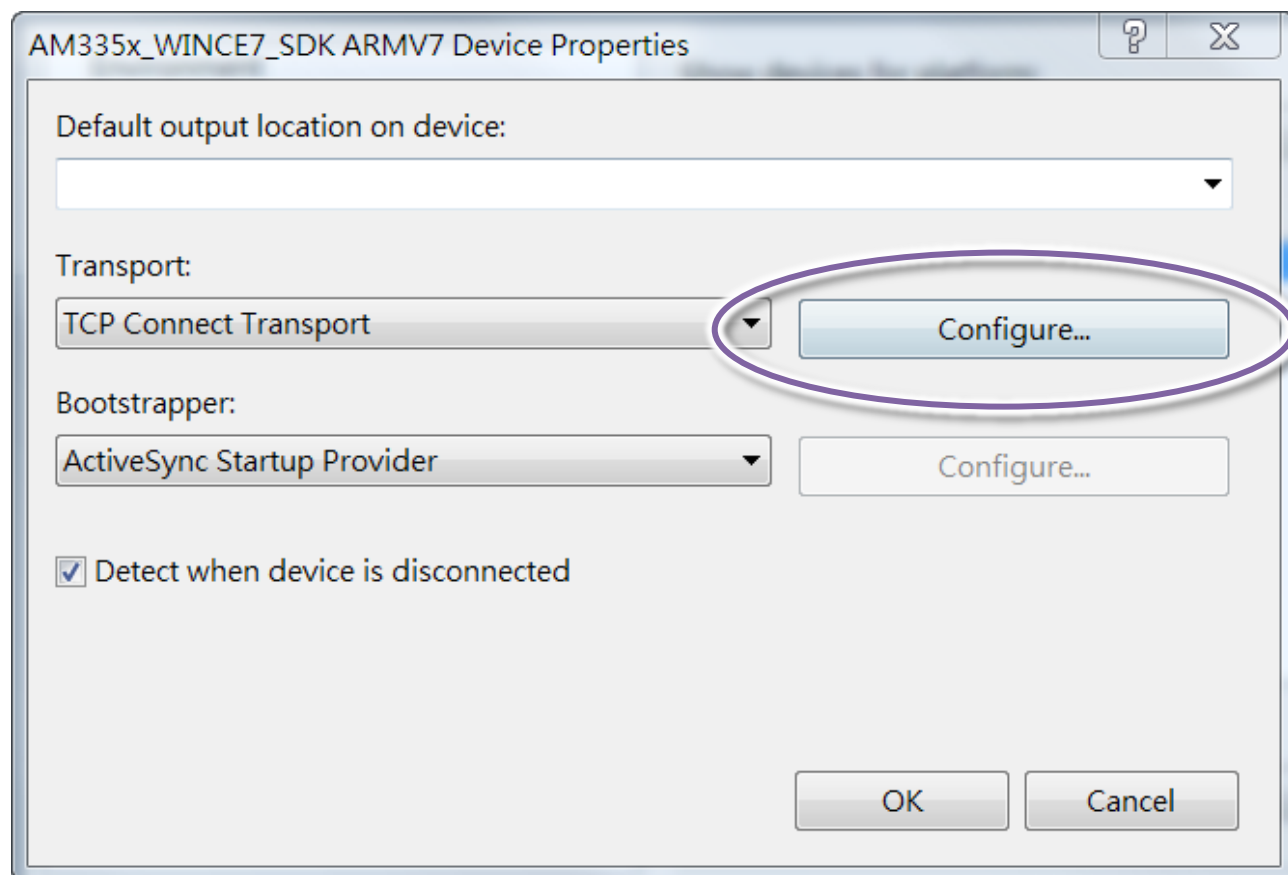 AM335x_WINCE7_SDK ARMV7 Device Properties
Default output location on device:
Transport:
TCP Connect Transport
Configure...
Bootstrapper:
ActiveSync Startup Provider
Configure...
Detect when device is disconnected
OK
Cancel